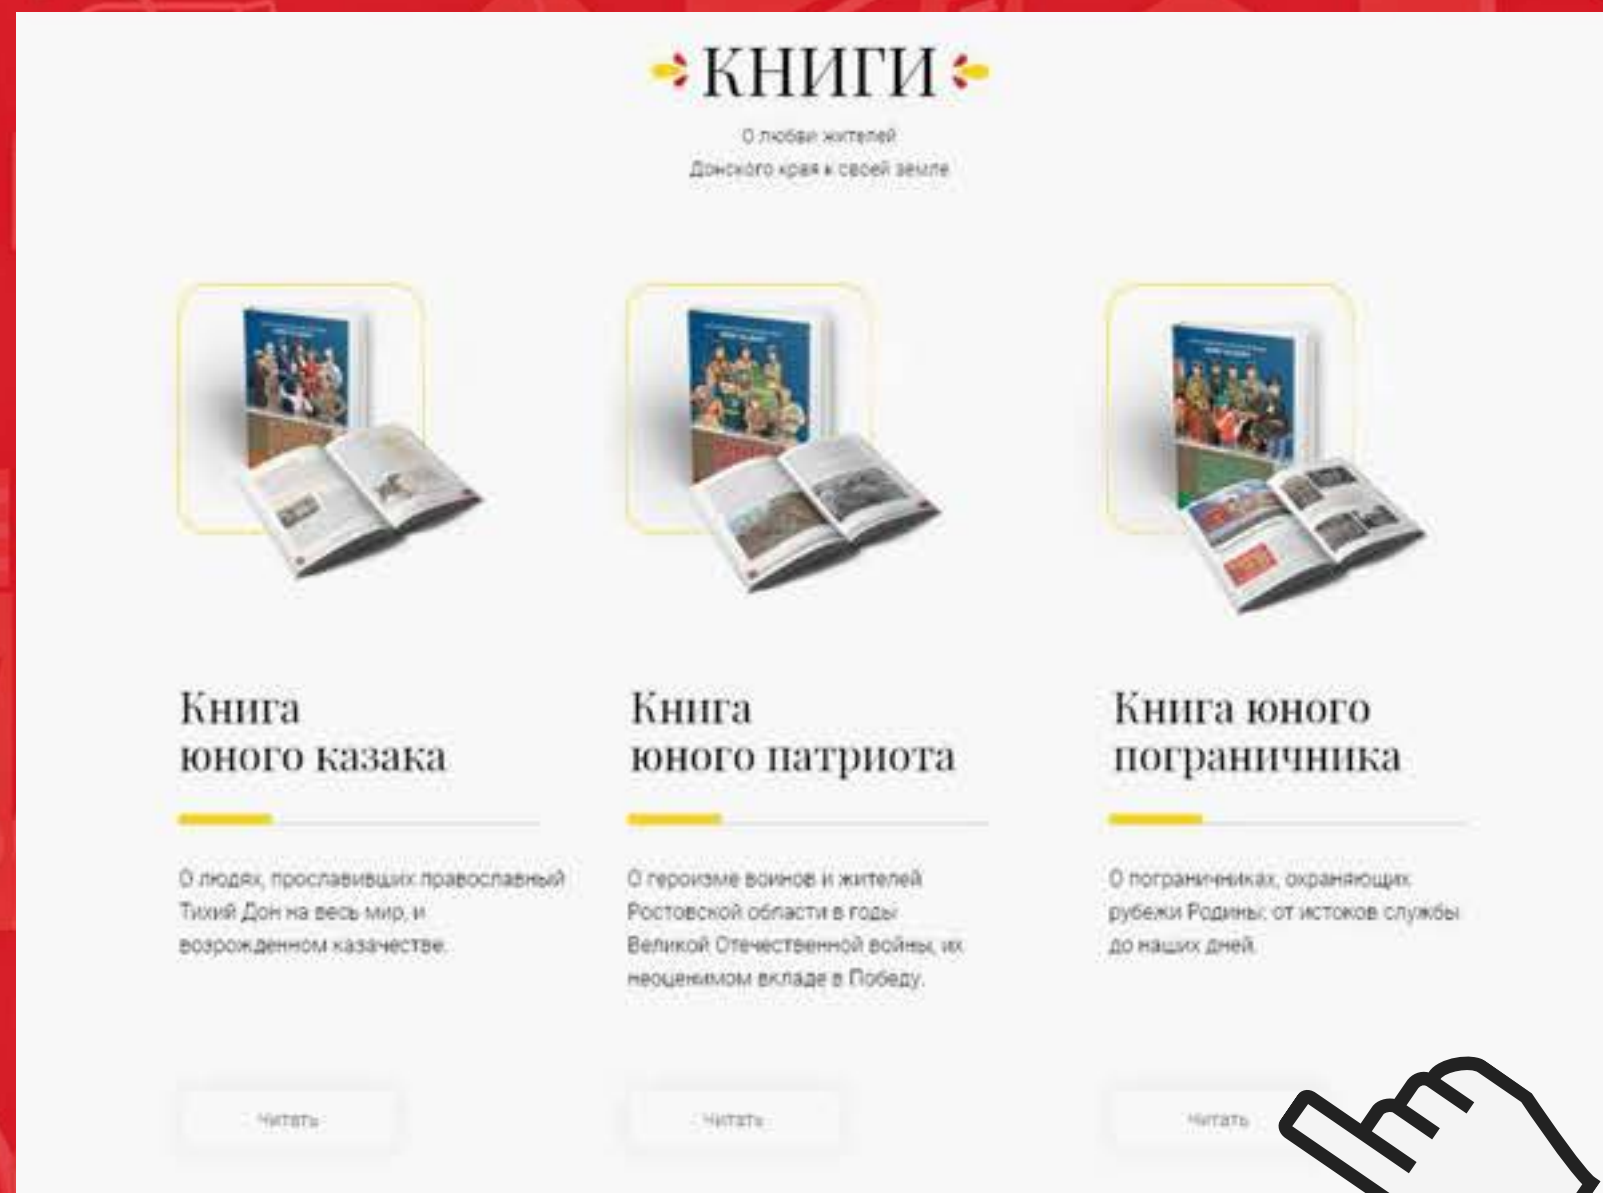 КНИГИ
О любви жителей
Донского края к своей земле
Книга
юного казака
О людях, прославивших православный
Тихий Дон на весь мир, и
возрожденном казачестве.
Читать
Книга
юного патриота
О героизме воинов и жителей
Ростовской области в годы
Великой Отечественной войны, их
неоценимом вкладе в Победу.
Читать
Книга юного
пограничника
О пограничниках, охраняющих
рубежи Родины: от истоков службы
до наших дней.
Читать